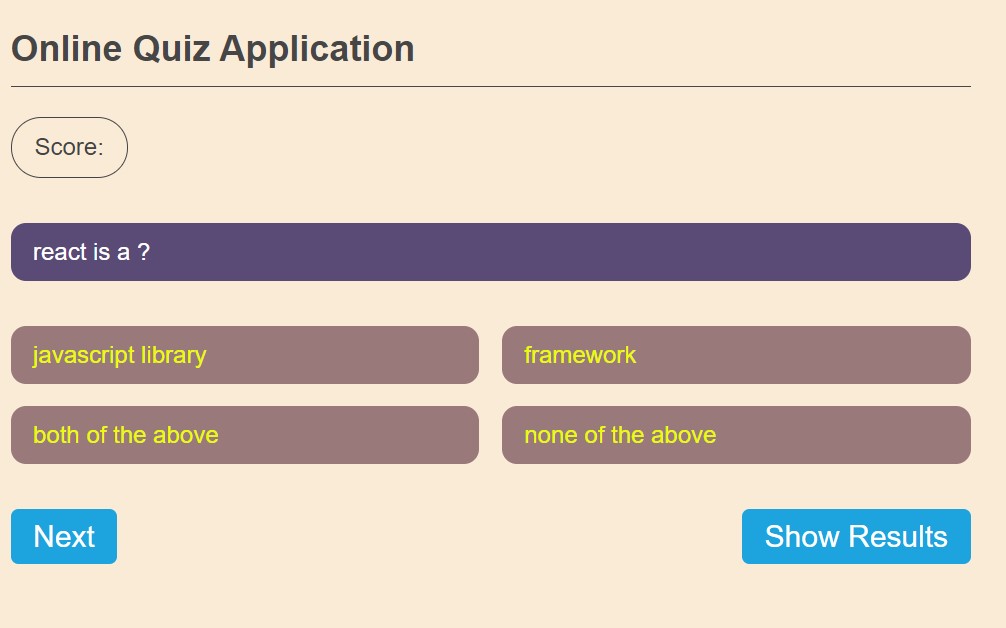 Online Quiz Application
Score:
react is a ?
javascript library
framework
both of the above
none of the above
Next
Show Results